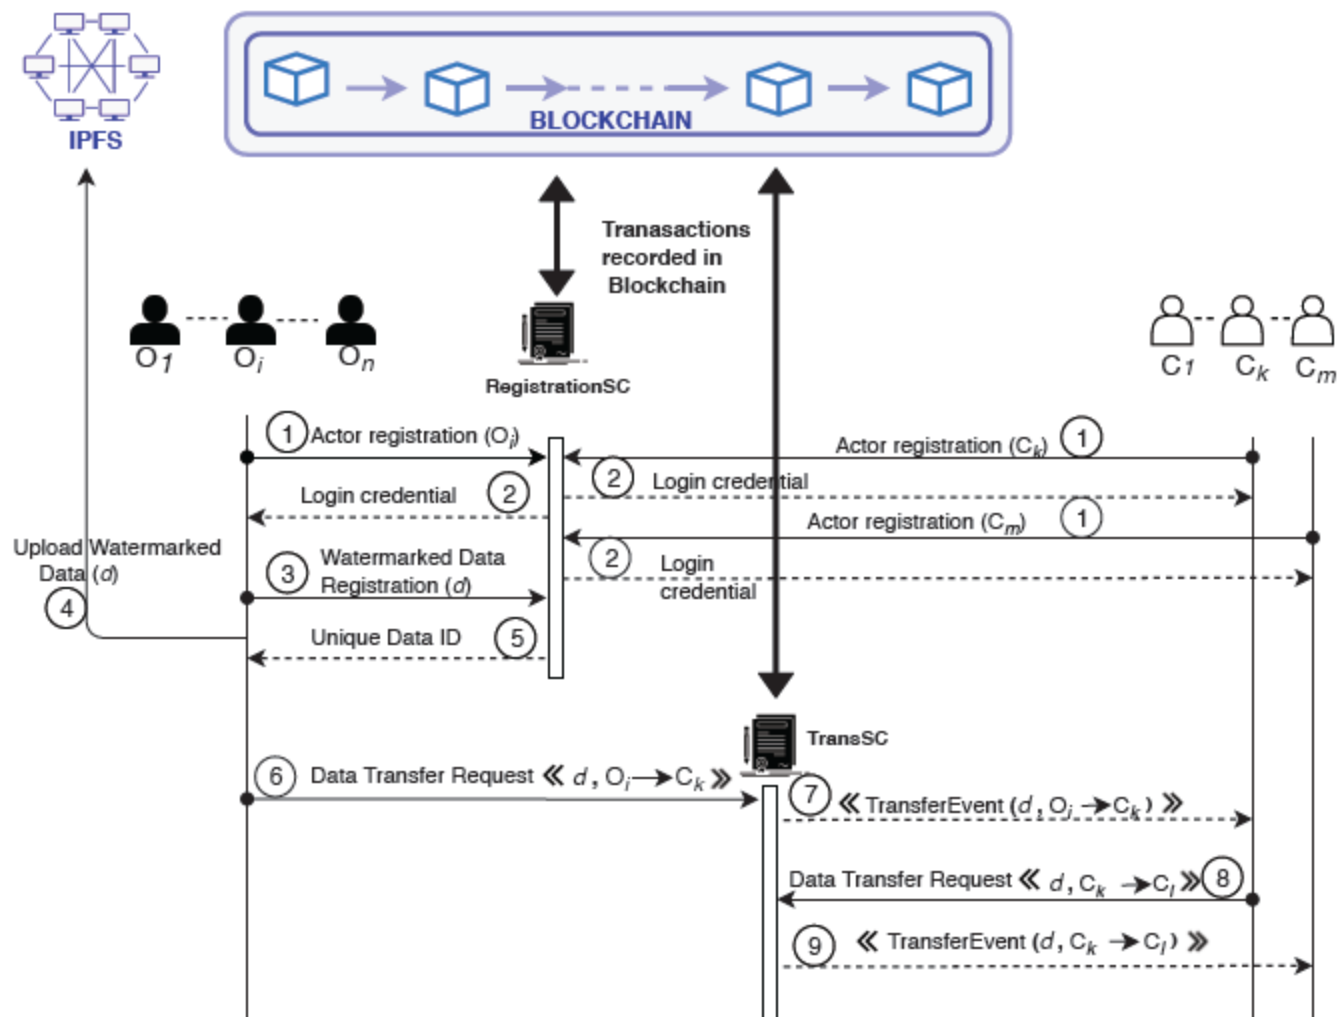 IPFS
BLOCKCHAIN
Tranasactions
recorded in
Blockchain
O1
Oi
On
RegistrationSC
C1
Ck
Cm
1 Actor registration (Oi)
Actor registration (Ck) 1
Login credential 2
2 Login credential
Actor registration (Cm) 1
Upload Watermarked
Data (d)
4
3 Watermarked Data
Registration (d)
2 Login
credential
Unique Data ID 5
TransSC
6 Data Transfer Request « d, Oi→Ck »
7 « TransferEvent (d, Oi →Ck) »
Data Transfer Request « d, Ck →Cl » 8
9 « TransferEvent (d, Ck →Cl) »